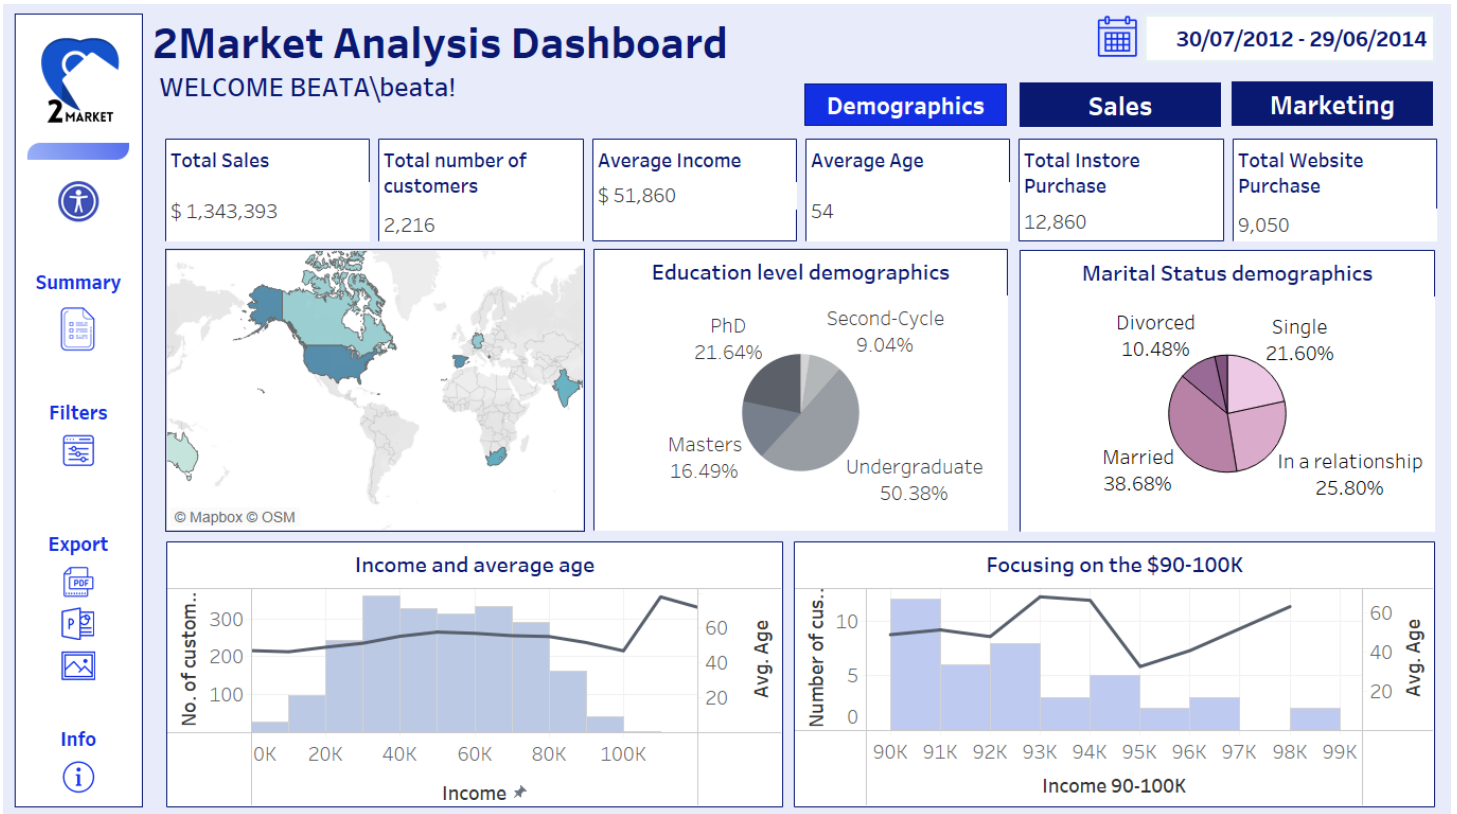 2Market Analysis Dashboard
WELCOME BEATA\beata!
30/07/2012 - 29/06/2014
2MARKET
Demographics
Sales
Marketing
Summary
Filters
Export
PDF
P
Info
i
Total Sales
$ 1,343,393
Total number of
customers
2,216
Average Income
$ 51,860
Average Age
54
Total Instore
Purchase
12,860
Total Website
Purchase
9,050
© Mapbox © OSM
Education level demographics
PhD
21.64%
Second-Cycle
9.04%
Masters
16.49%
Undergraduate
50.38%
Marital Status demographics
Divorced
10.48%
Single
21.60%
Married
38.68%
In a relationship
25.80%
Income and average age
No. of custom..
300
200
100
60
40
20
Avg. Age
0K 20K 40K 60K 80K 100K
Income
Focusing on the $90-100K
Number of cus..
10
5
0
60
40
20
Avg. Age
90K 91K 92K 93K 94K 95K 96K 97K 98K 99K
Income 90-100K